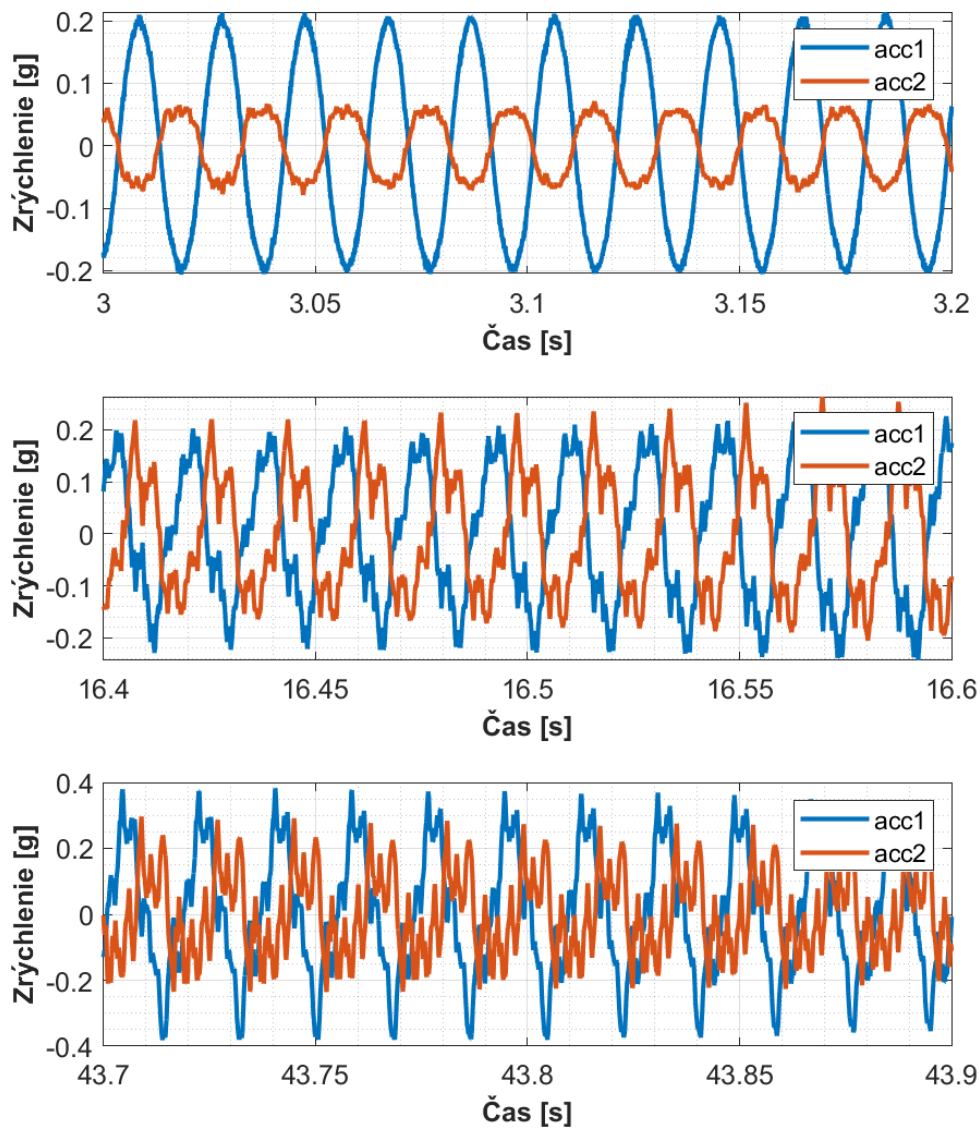 0.2
0.1
0
-0.1
-0.2
Zrýchlenie [g]
acc1
acc2
3
3.05
3.1
3.15
3.2
Čas [s]
0.2
0.1
0
-0.1
-0.2
Zrýchlenie [g]
acc1
acc2
16.4
16.45
16.5
16.55
16.6
Čas [s]
0.4
0.2
0
-0.2
-0.4
Zrýchlenie [g]
acc1
acc2
43.7
43.75
43.8
43.85
43.9
Čas [s]